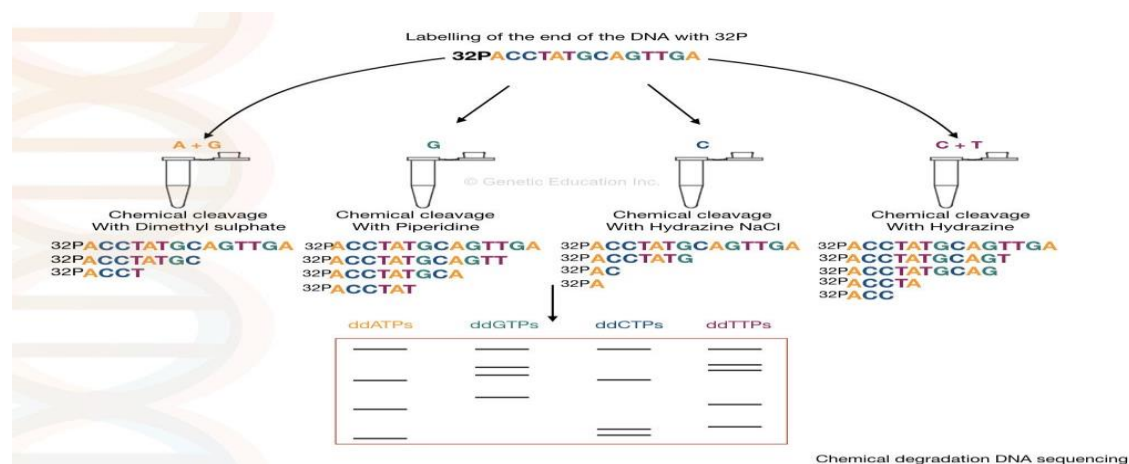 Labelling of the end of the DNA with 32P
32PACCTATGCAGTTGA
A + G
G
C
C + T
© Genetic Education Inc.
Chemical cleavage
With Dimethyl sulphate
32PACCTATGCAGTTGA
32PACCTATGC
32PACCT
Chemical cleavage
With Piperidine
32PACCTATGCAGTTGA
32PACCTATGCAGTT
32PACCTATGCA
32PACCTAT
Chemical cleavage
With Hydrazine NaCl
32PACCTATGCAGTTGA
32PACCTATG
32PAC
32PA
Chemical cleavage
With Hydrazine
32PACCTATGCAGTTGA
32PACCTATGCAGT
32PACCTATGCAG
32PACCTA
32PACC
ddATPs
ddGTPs
ddCTPs
ddTTPs
Chemical degradation DNA sequencing